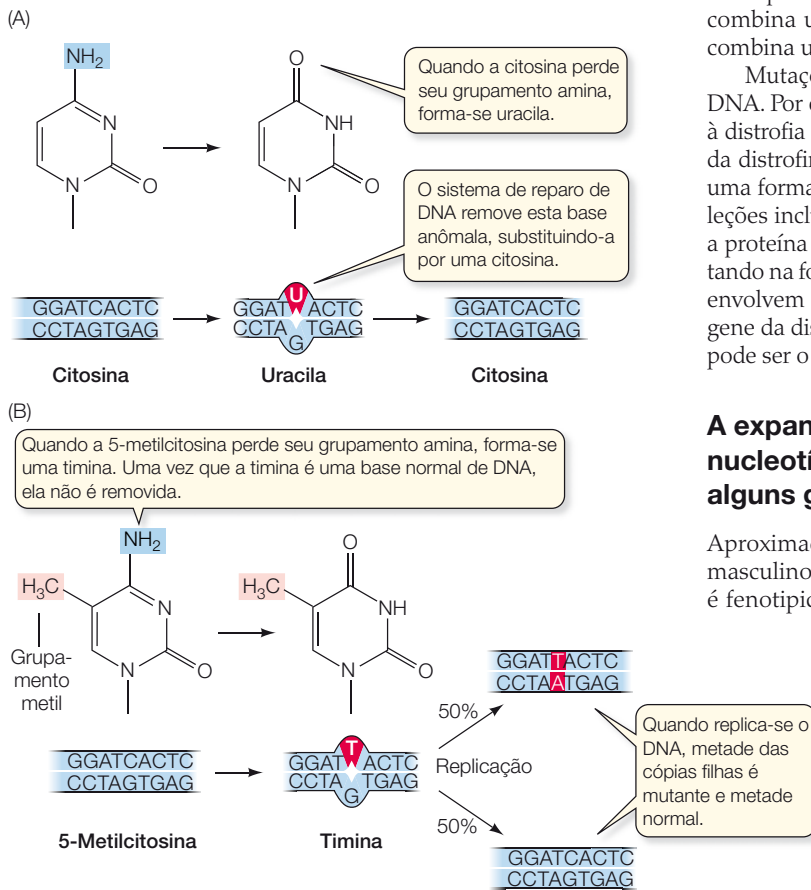 (A)
NH2
N
N
O
O
NH
N
O
Quando a citosina perde
seu grupamento amina,
forma-se uracila.
O sistema de reparo de
DNA remove esta base
anômala, substituindo-a
por uma citosina.
GGATCACTC
CCTAGTGAG
Citosina
GGAT U ACTC
CCTA G TGAG
Uracila
GGATCACTC
CCTAGTGAG
Citosina
(B)
Quando a 5-metilcitosina perde seu grupamento amina, forma-se
uma timina. Uma vez que a timina é uma base normal de DNA,
ela não é removida.
NH2
H3C
N
N
O
Grupa-
mento
metil
O
H3C
NH
N
O
GGATCACTC
CCTAGTGAG
5-Metilcitosina
GGAT T ACTC
CCTA G TGAG
Timina
50%
Replicação
50%
GGATTACTC
CCTAATGAG
GGATCACTC
CCTAGTGAG
Quando replica-se o
DNA, metade das
cópias filhas é
mutante e metade
normal.
combina u
combina u
Mutaç
DNA. Por
à distrofia
da distrofi
uma forma
leções incl
a proteína
tando na fo
envolvem
gene da dis
pode ser o
A expan
nucleotí
alguns g
Aproxima
masculino
é fenotipi